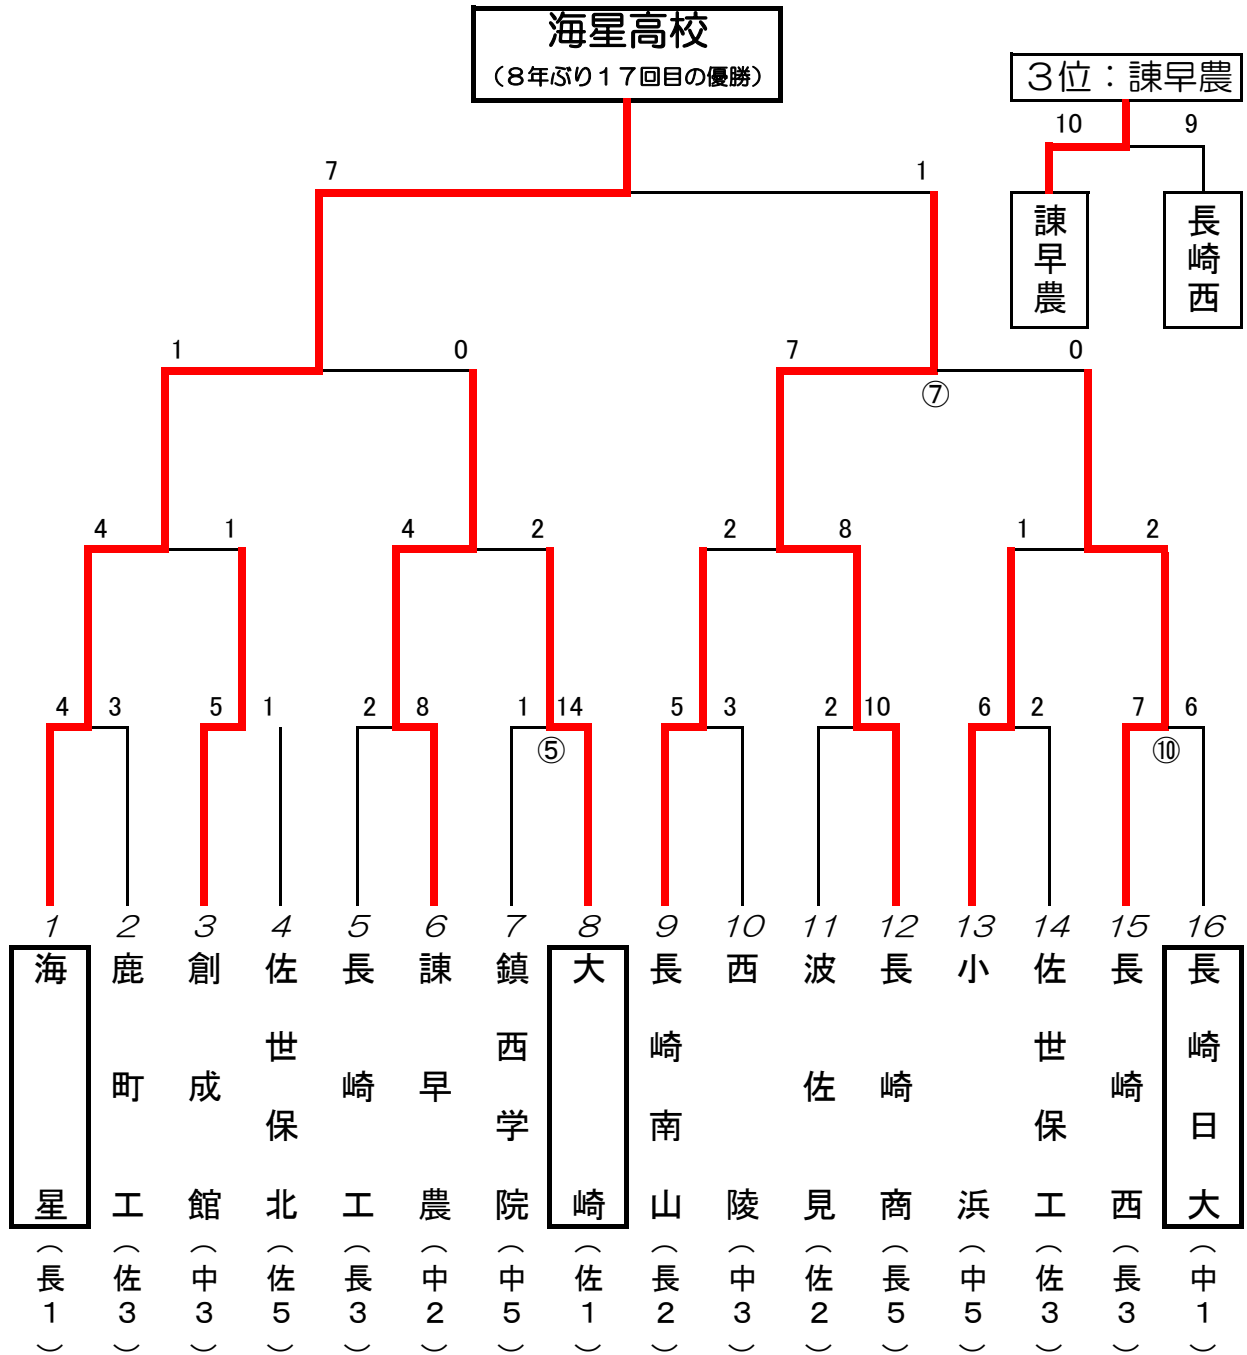 海星高校
（８年ぶり１７回目の優勝）
３位：諫早農
10 9
諫早農
長崎西
7 1
1 0 7 0
⑦
4 1 4 2 2 8 1 2
4 3 5 1 2 8 1 14 5 3 2 10 6 2 7 6
⑤ ⑩
1 2 3 4 5 6 7 8 9 10 11 12 13 14 15 16
海星（長１）
鹿町工（佐３）
創成館（中３）
佐世保北（佐５）
長崎工（長３）
諫早農（中２）
鎮西学院（中５）
大崎（佐１）
長崎南山（長２）
西陵（中３）
波佐見（佐２）
長崎商（長５）
小浜（中５）
佐世保工（佐３）
長崎西（長３）
長崎日大（中１）